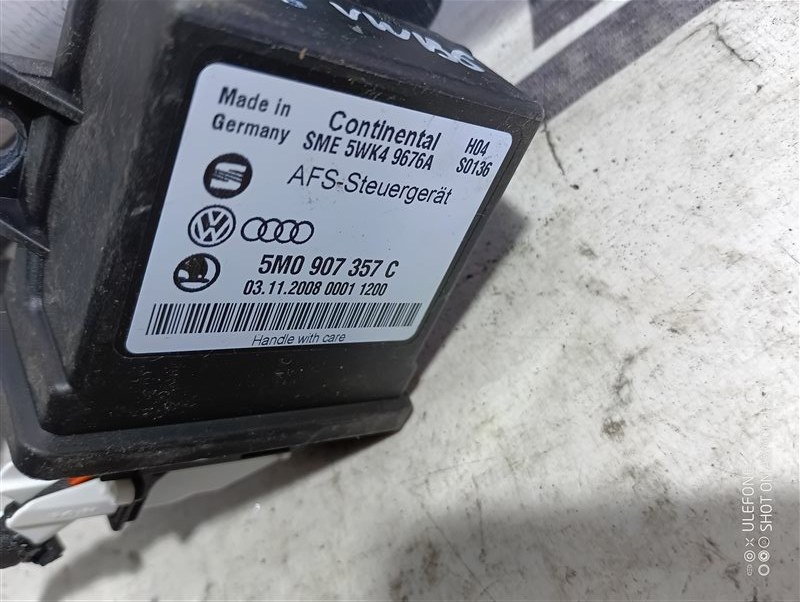 Made in
Germany
Continental
SME 5WK4 9676A
H04
S0136
AFS-Steuergerät
5M0 907 357 C
03.11.2008 0001 1200
Handle with care
ULEFONE
SHOT ON